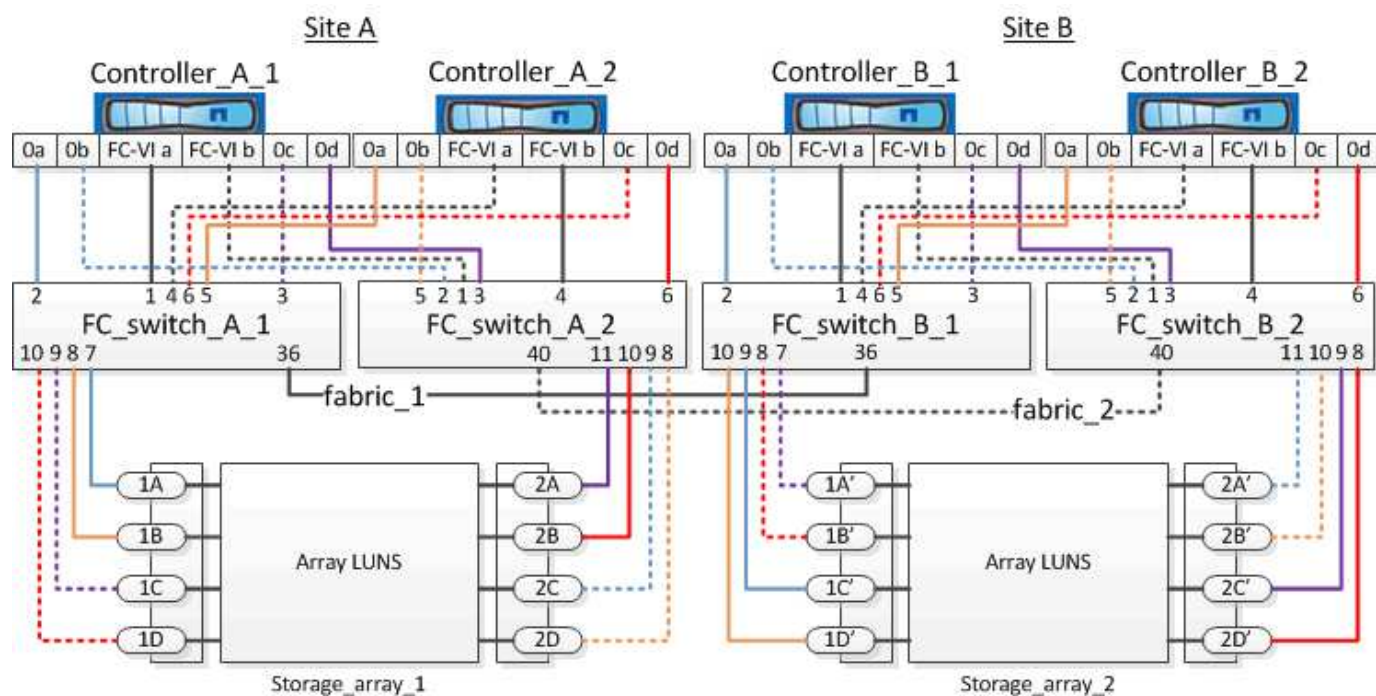 Site A Site B
Controller_A_1 Controller_A_2 Controller_B_1 Controller_B_2
0a 0b FC-VI a FC-VI b 0c 0d 0a 0b FC-VI a FC-VI b 0c 0d 0a 0b FC-VI a FC-VI b 0c 0d 0a 0b FC-VI a FC-VI b 0c 0d
2 1 4 6 5 3 5 2 1 3 4 6 2 1 4 6 5 3 5 2 1 3 4 6
FC_switch_A_1 FC_switch_A_2 FC_switch_B_1 FC_switch_B_2
10 9 8 7 36 40 11 10 9 8 10 9 8 7 36 40 11 10 9 8
fabric_1 fabric_2
1A 2A 1A’ 2A’
1B 2B 1B’ 2B’
Array LUNS Array LUNS
1C 2C 1C’ 2C’
1D 2D 1D’ 2D’
Storage_array_1 Storage_array_2